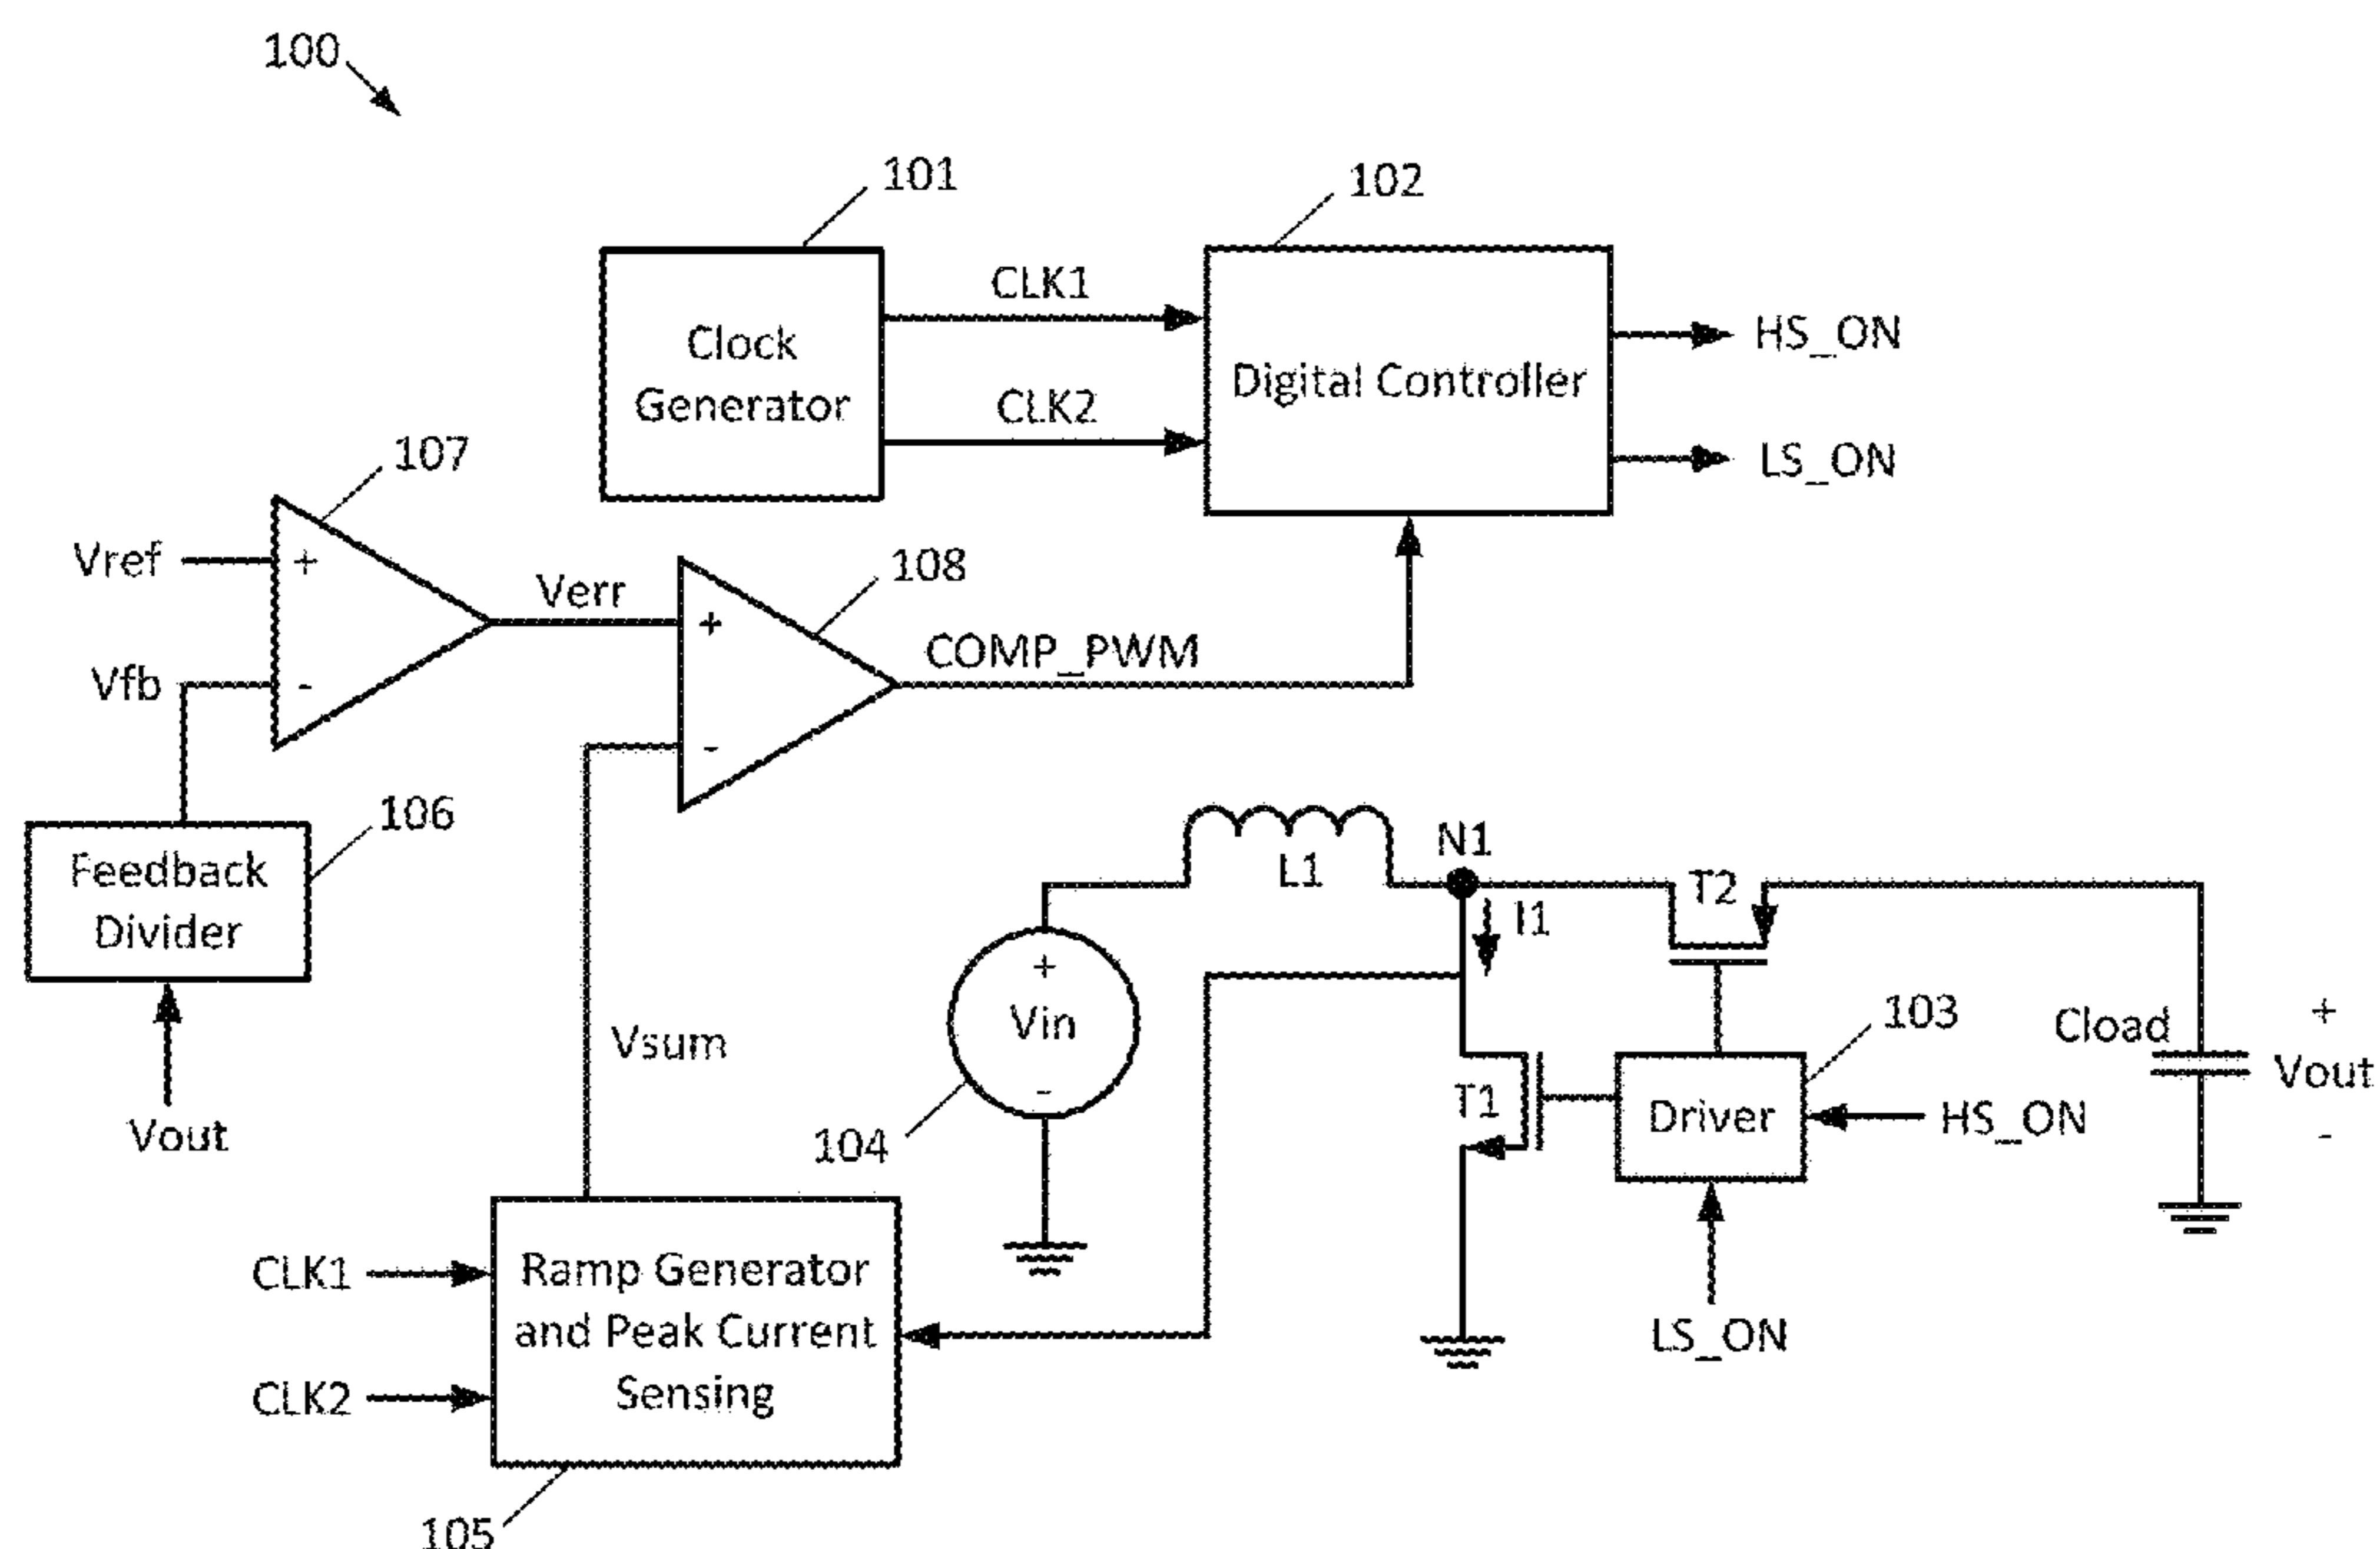 100
101
102
CLK1
Clock
Generator
CLK2
Digital Controller
HS_ON
LS_ON
107
Vref
+
Vfb
-
Verr
108
+
-
COMP_PWM
106
Feedback
Divider
Vout
Vsum
L1
N1
I1
T2
+
Vin
-
104
T1
103
Driver
HS_ON
LS_ON
Cload
+
Vout
-
CLK1
CLK2
Ramp Generator
and Peak Current
Sensing
105